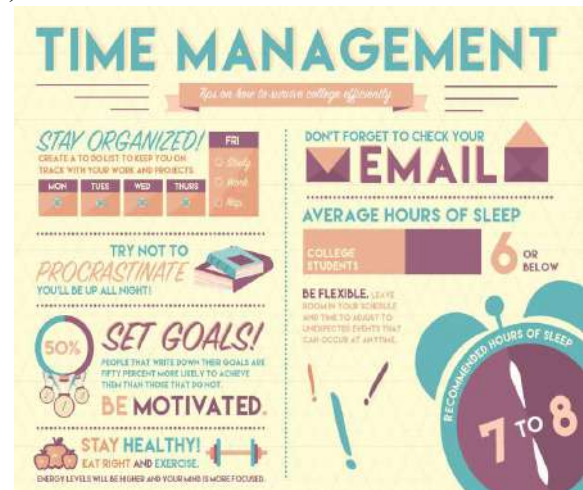 TIME MANAGEMENT
Tips on how to survive college efficiently
STAY ORGANIZED!
CREATE A TO DO LIST TO KEEP YOU ON
TRACK WITH YOUR WORK AND PROJECTS
MON TUES WED THURS
FRI
Study
Work
Nap
TRY NOT TO
PROCRASTINATE
YOU'LL BE UP ALL NIGHT!
50%
SET GOALS!
PEOPLE THAT WRITE DOWN THEIR GOALS ARE
FIFTY PERCENT MORE LIKELY TO ACHIEVE
THEM THAN THOSE THAT DO NOT.
BE MOTIVATED.
STAY HEALTHY!
EAT RIGHT AND EXERCISE.
ENERGY LEVELS WILL BE HIGHER AND YOUR MIND IS MORE FOCUSED.
DON'T FORGET TO CHECK YOUR
EMAIL
AVERAGE HOURS OF SLEEP
COLLEGE
STUDENTS
6 OR
BELOW
BE FLEXIBLE. LEAVE
ROOM IN YOUR SCHEDULE
AND TIME TO ADJUST TO
UNEXPECTED EVENTS THAT
CAN OCCUR AT ANYTIME.
RECOMMENDED HOURS OF SLEEP
7 TO 8